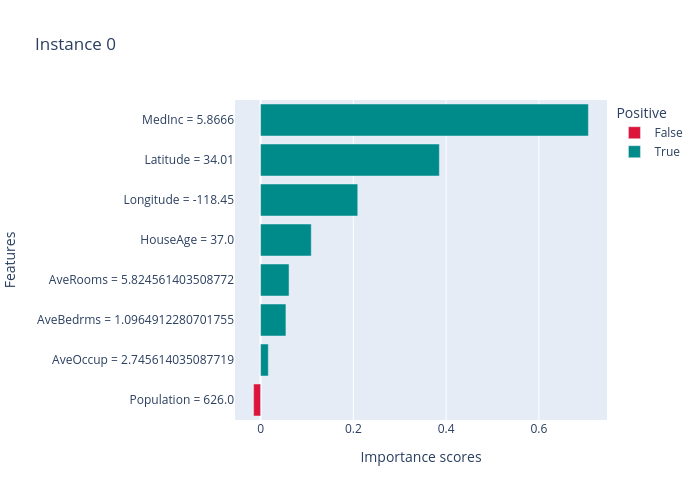 Instance 0
Positive
False
True
Features
MedInc = 5.8666
Latitude = 34.01
Longitude = -118.45
HouseAge = 37.0
AveRooms = 5.824561403508772
AveBedrms = 1.0964912280701755
AveOccup = 2.745614035087719
Population = 626.0
0 0.2 0.4 0.6
Importance scores